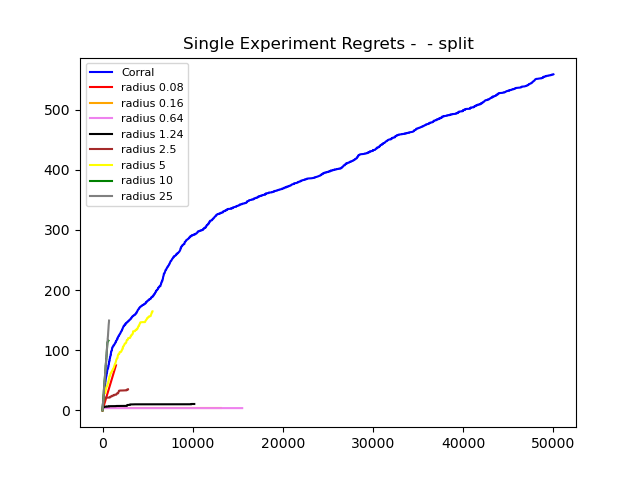 Single Experiment Regrets -  - split
Corral
radius 0.08
radius 0.16
radius 0.64
radius 1.24
radius 2.5
radius 5
radius 10
radius 25
500
400
300
200
100
0
0 10000 20000 30000 40000 50000